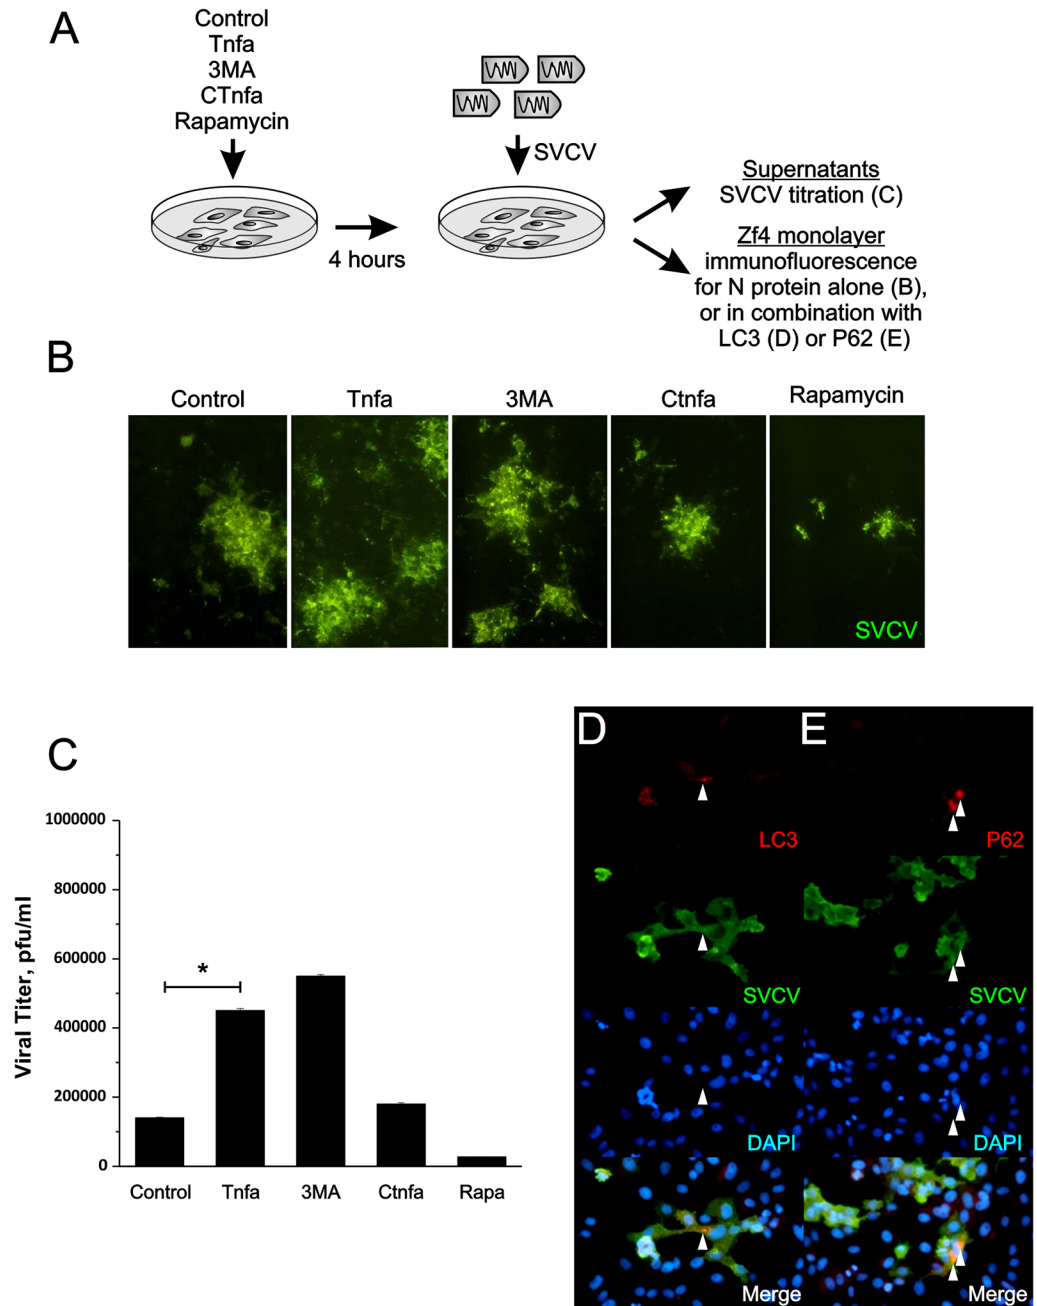 A
Control
Tnfa
3MA
CTnfa
Rapamycin
4 hours
SVCV
Supernatants
SVCV titration (C)
Zf4 monolayer
immunofluorescence
for N protein alone (B),
or in combination with
LC3 (D) or P62 (E)
B
Control
Tnfa
3MA
Ctnfa
Rapamycin
SVCV
C
Viral Titer, pfu/ml
1000000
800000
600000
400000
200000
0
*
Control
Tnfa
3MA
Ctnfa
Rapa
D
LC3
SVCV
DAPI
Merge
E
P62
SVCV
DAPI
Merge